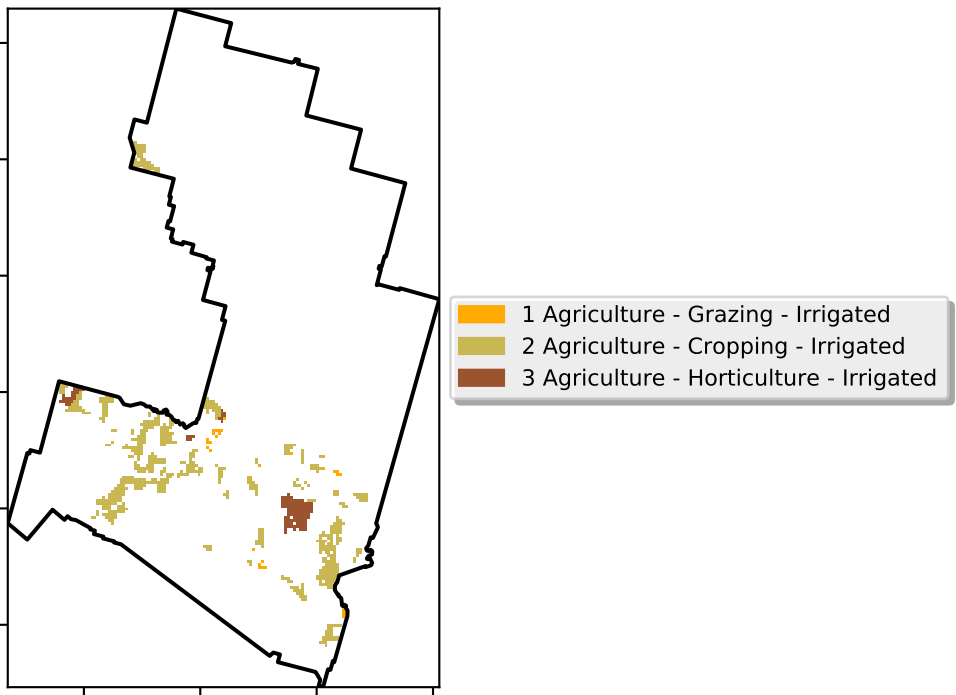 1 Agriculture - Grazing - Irrigated
2 Agriculture - Cropping - Irrigated
3 Agriculture - Horticulture - Irrigated